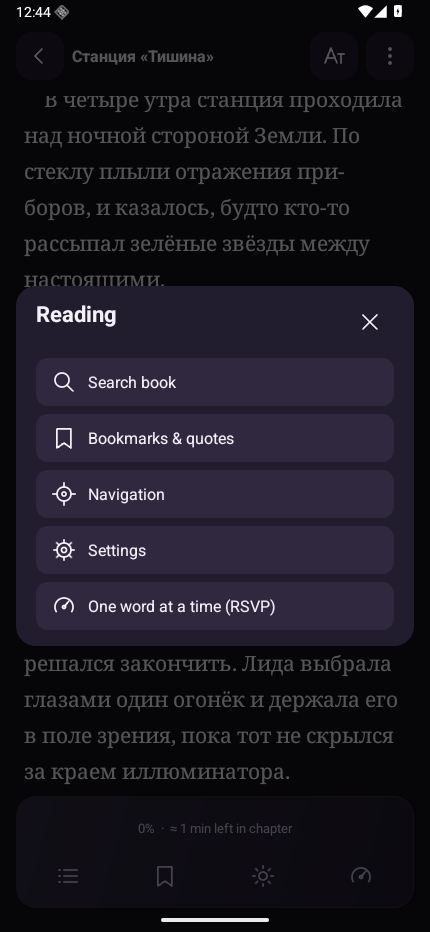 12:44
Станция «Тишина»
В четыре утра станция проходила
над ночной стороной Земли. По
стеклу плыли отражения при-
боров, и казалось, будто кто-то
рассыпал зелёные звёзды между
настоящими.
Reading
Search book
Bookmarks & quotes
Navigation
Settings
One word at a time (RSVP)
решался закончить. Лида выбрала
глазами один огонёк и держала его
в поле зрения, пока тот не скрылся
за краем иллюминатора.
0% · ≈ 1 min left in chapter